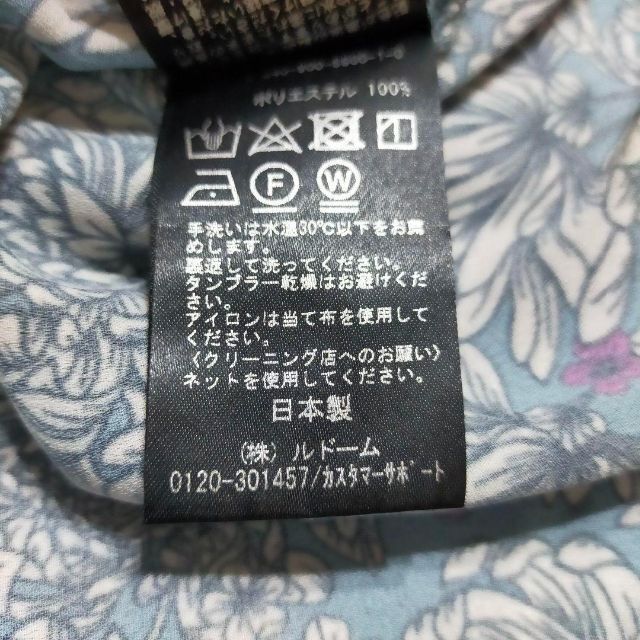 ポリエステル 100%
F
W
手洗いは水温30℃以下をお薦
めします。
裏返して洗ってください。
タンブラー乾燥はお避けくだ
さい。
アイロンは当て布を使用して
ください。
〈クリーニング店へのお願い〉
ネットを使用してください。
日本製
（株） ルドーム
0120-301457/カスタマーサポート